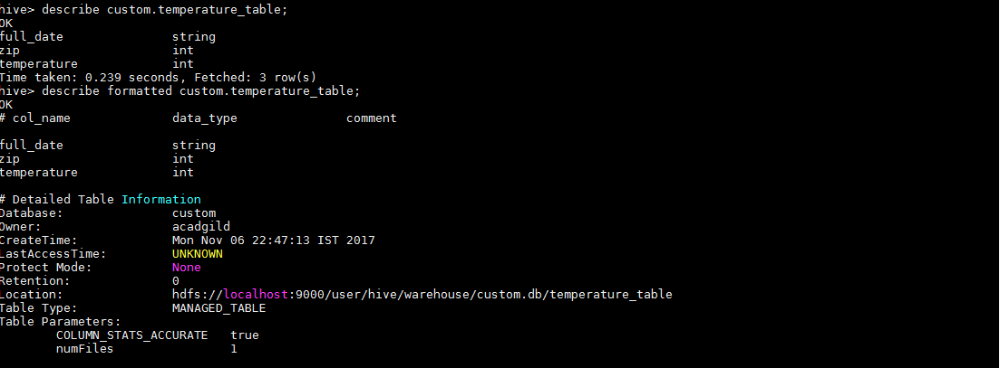 hive> describe custom.temperature_table;
OK
full_date string
zip int
temperature int
Time taken: 0.239 seconds, Fetched: 3 row(s)
hive> describe formatted custom.temperature_table;
OK
# col_name data_type comment
full_date string
zip int
temperature int
# Detailed Table Information
Database: custom
Owner: acadgild
CreateTime: Mon Nov 06 22:47:13 IST 2017
LastAccessTime: UNKNOWN
Protect Mode: None
Retention: 0
Location: hdfs://localhost:9000/user/hive/warehouse/custom.db/temperature_table
Table Type: MANAGED_TABLE
Table Parameters:
COLUMN_STATS_ACCURATE true
numFiles 1